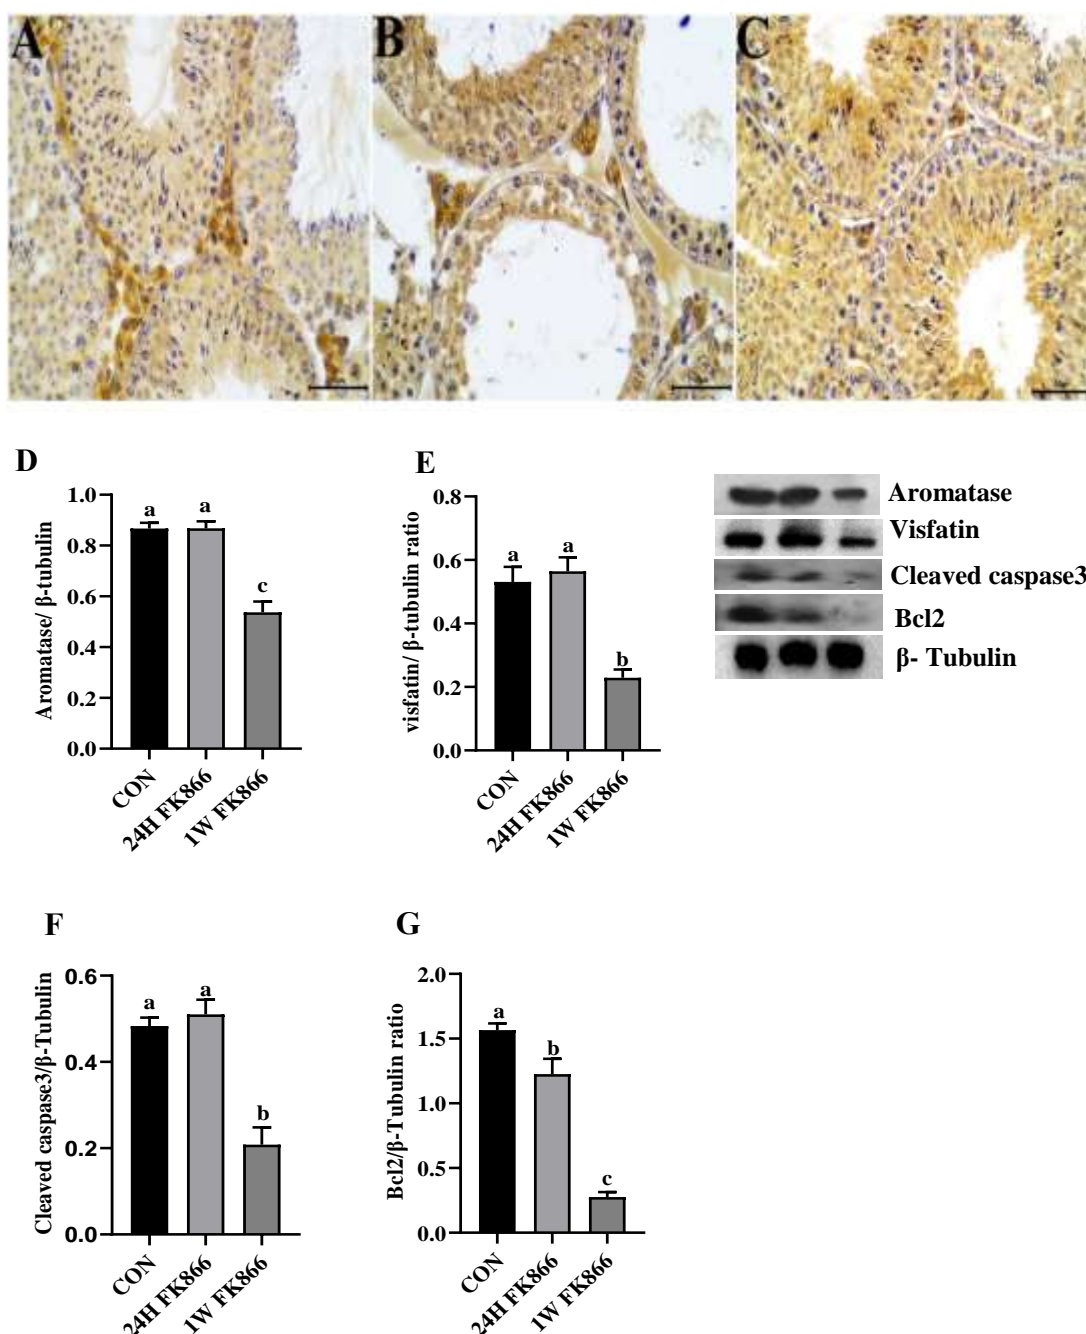 A B C
D
1.0
0.8
0.6
0.4
0.2
0.0
Aromatase/ β-tubulin
a a c
CON
24H FK866
1W FK866
E
0.8
0.6
0.4
0.2
0.0
visfatin/ β-tubulin ratio
a a b
CON
24H FK866
1W FK866
Aromatase
Visfatin
Cleaved caspase3
Bcl2
β- Tubulin
F
0.6
0.4
0.2
0.0
Cleaved caspase3/β-Tubulin
a a b
CON
24H FK866
1W FK866
G
2.0
1.5
1.0
0.5
0.0
Bcl2/β-Tubulin ratio
a b c
CON
24H FK866
1W FK866